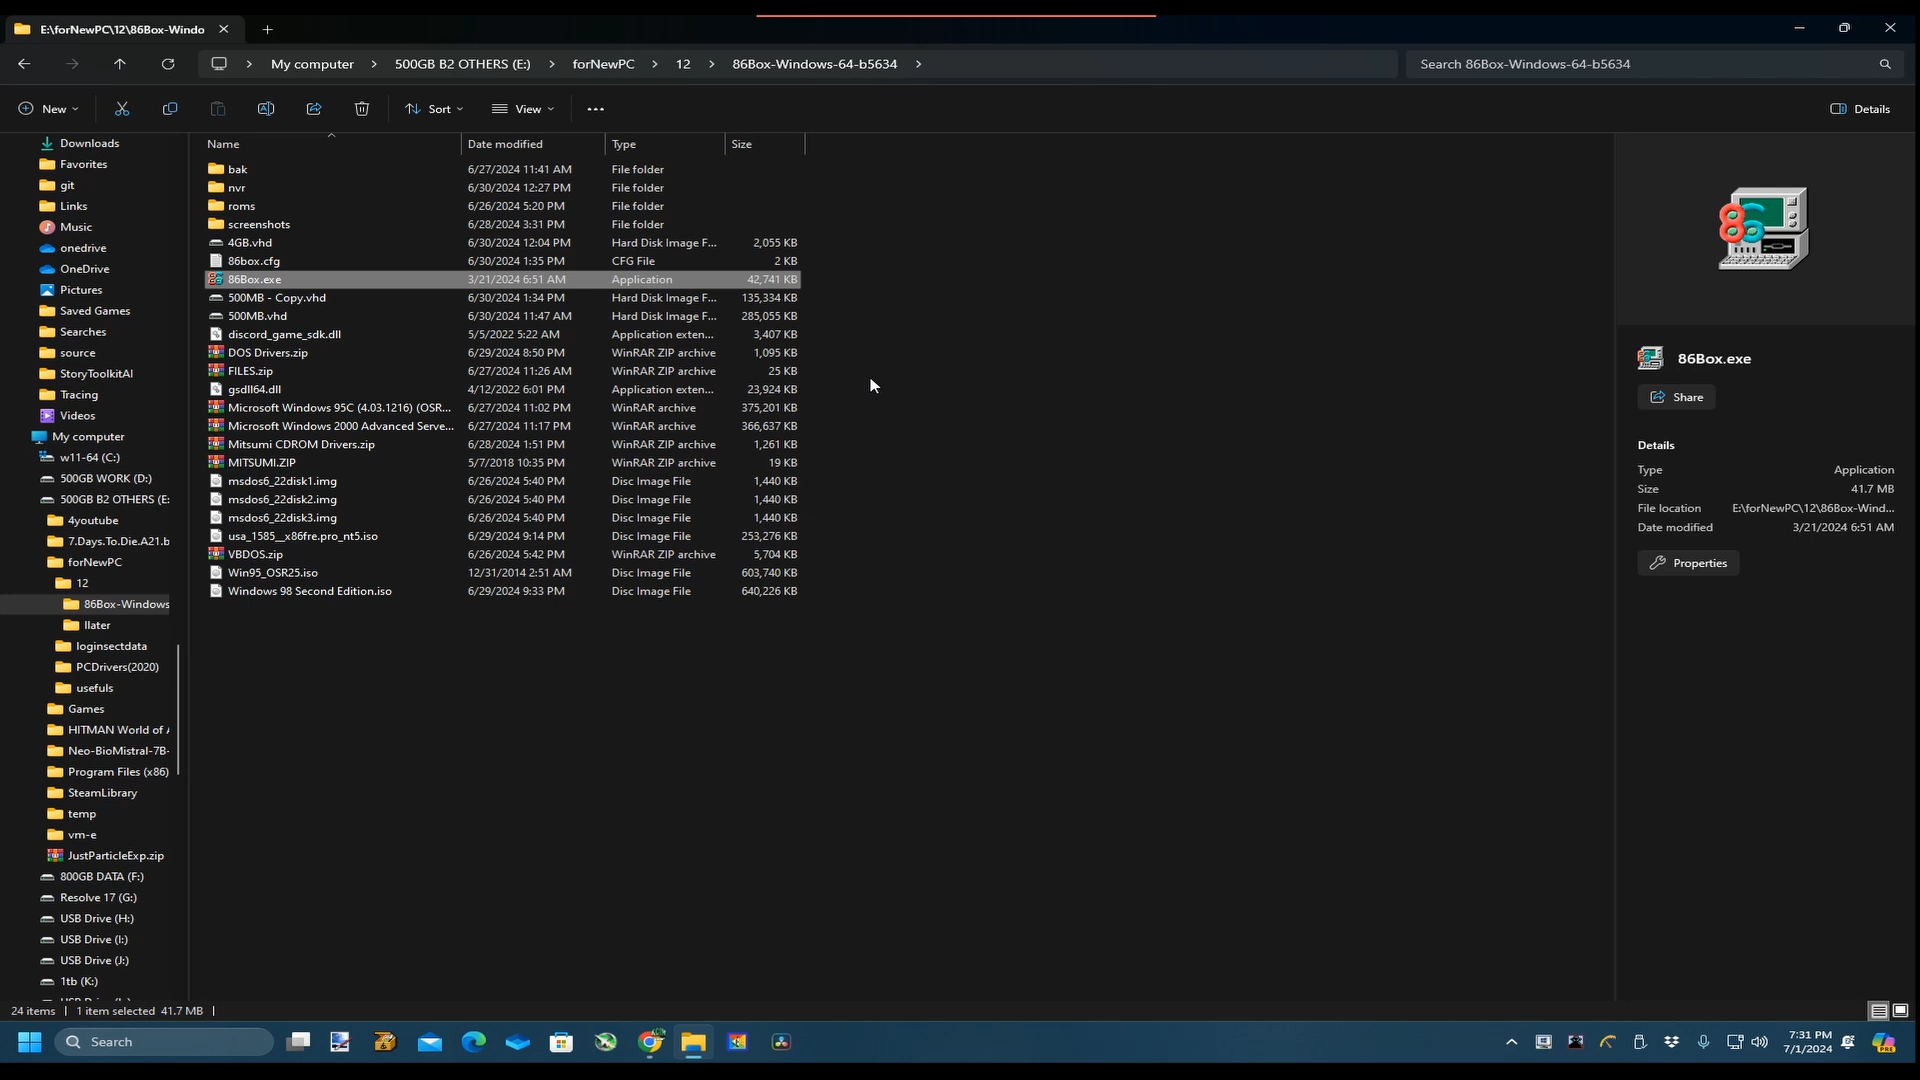 E:\forNewPC\12\86Box-Windo
My computer > 500GB B2 OTHERS (E:) > forNewPC > 12 > 86Box-Windows-64-b5634 >
Search 86Box-Windows-64-b5634
New
Sort
View
Details
Downloads
Favorites
git
Links
Music
onedrive
OneDrive
Pictures
Saved Games
Searches
source
StoryToolkitAI
Tracing
Videos
My computer
w11-64 (C:)
500GB WORK (D:)
500GB B2 OTHERS (E:
4youtube
7.Days.To.Die.A21.b
forNewPC
12
86Box-Windows
llater
loginsectdata
PCDrivers(2020)
usefuls
Games
HITMAN World of A
Neo-BioMistral-7B-
Program Files (x86)
SteamLibrary
temp
vm-e
JustParticleExp.zip
800GB DATA (F:)
Resolve 17 (G:)
USB Drive (H:)
USB Drive (I:)
USB Drive (J:)
1tb (K:)
Name Date modified Type Size
bak 6/27/2024 11:41 AM File folder
nvr 6/30/2024 12:27 PM File folder
roms 6/26/2024 5:20 PM File folder
screenshots 6/28/2024 3:31 PM File folder
4GB.vhd 6/30/2024 12:04 PM Hard Disk Image F... 2,055 KB
86box.cfg 6/30/2024 1:35 PM CFG File 2 KB
86Box.exe 3/21/2024 6:51 AM Application 42,741 KB
500MB - Copy.vhd 6/30/2024 1:34 PM Hard Disk Image F... 135,334 KB
500MB.vhd 6/30/2024 11:47 AM Hard Disk Image F... 285,055 KB
discord_game_sdk.dll 5/5/2022 5:22 AM Application exten... 3,407 KB
DOS Drivers.zip 6/29/2024 8:50 PM WinRAR ZIP archive 1,095 KB
FILES.zip 6/27/2024 11:26 AM WinRAR ZIP archive 25 KB
gsdll64.dll 4/12/2022 6:01 PM Application exten... 23,924 KB
Microsoft Windows 95C (4.03.1216) (OSR... 6/27/2024 11:02 PM WinRAR archive 375,201 KB
Microsoft Windows 2000 Advanced Serve... 6/27/2024 11:17 PM WinRAR archive 366,637 KB
Mitsumi CDROM Drivers.zip 6/28/2024 1:51 PM WinRAR ZIP archive 1,261 KB
MITSUMI.ZIP 5/7/2018 10:35 PM WinRAR ZIP archive 19 KB
msdos6_22disk1.img 6/26/2024 5:40 PM Disc Image File 1,440 KB
msdos6_22disk2.img 6/26/2024 5:40 PM Disc Image File 1,440 KB
msdos6_22disk3.img 6/26/2024 5:40 PM Disc Image File 1,440 KB
usa_1585__x86fre.pro_nt5.iso 6/29/2024 9:14 PM Disc Image File 253,276 KB
VBDOS.zip 6/26/2024 5:42 PM WinRAR ZIP archive 5,704 KB
Win95_OSR25.iso 12/31/2014 2:51 AM Disc Image File 603,740 KB
Windows 98 Second Edition.iso 6/29/2024 9:33 PM Disc Image File 640,226 KB
86
86Box.exe
Share
Details
Type Application
Size 41.7 MB
File location E:\forNewPC\12\86Box-Wind...
Date modified 3/21/2024 6:51 AM
Properties
24 items | 1 item selected 41.7 MB |
Search
7:31 PM
7/1/2024